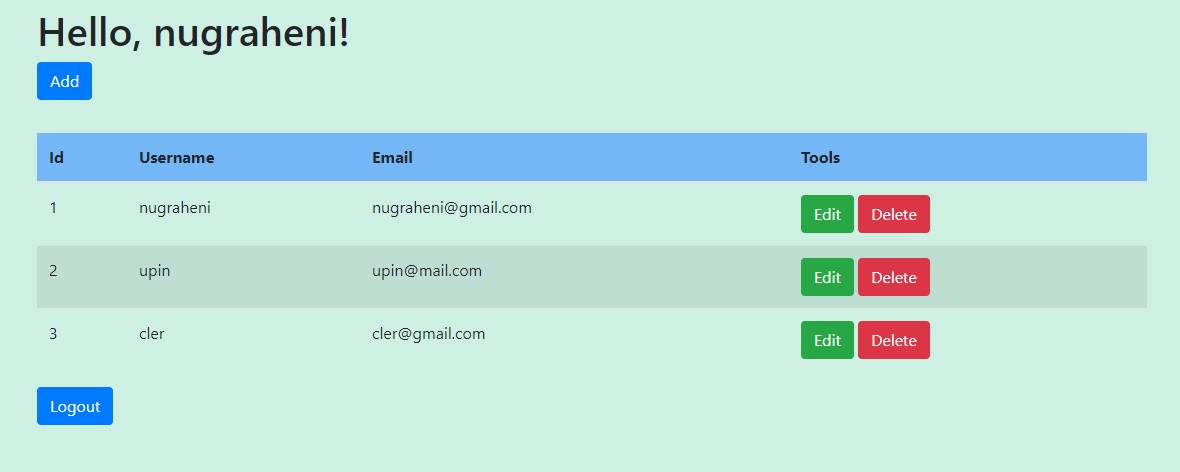 Hello, nugraheni!
Add
Id Username Email Tools
1 nugraheni nugraheni@gmail.com Edit Delete
2 upin upin@mail.com Edit Delete
3 cler cler@gmail.com Edit Delete
Logout